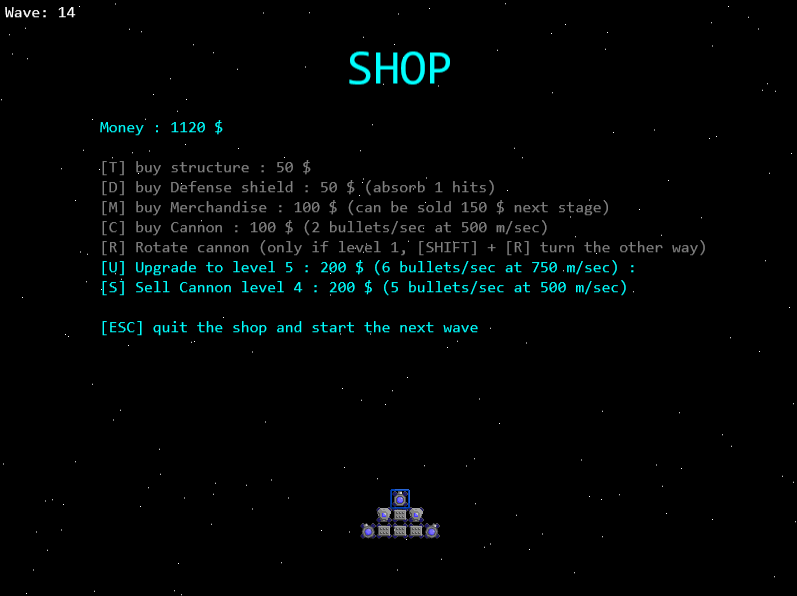 Wave: 14
SHOP
Money : 1120 $
[T] buy structure : 50 $
[D] buy Defense shield : 50 $ (absorb 1 hits)
[M] buy Merchandise : 100 $ (can be sold 150 $ next stage)
[C] buy Cannon : 100 $ (2 bullets/sec at 500 m/sec)
[R] Rotate cannon (only if level 1, [SHIFT] + [R] turn the other way)
[U] Upgrade to level 5 : 200 $ (6 bullets/sec at 750 m/sec) :
[S] Sell Cannon level 4 : 200 $ (5 bullets/sec at 500 m/sec)
[ESC] quit the shop and start the next wave